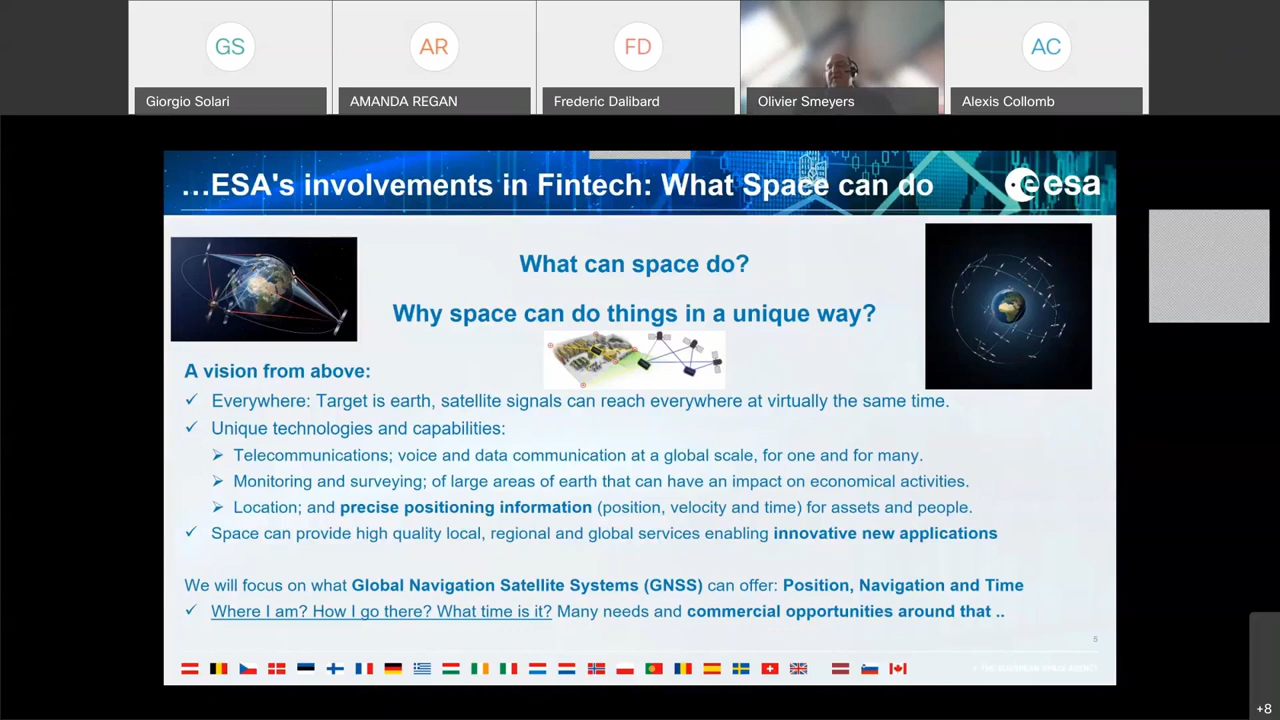 GS
Giorgio Solari
AR
AMANDA REGAN
FD
Frederic Dalibard
Olivier Smeyers
AC
Alexis Collomb
...ESA's involvements in Fintech: What Space can do
esa
What can space do?
Why space can do things in a unique way?
A vision from above:
✓ Everywhere: Target is earth, satellite signals can reach everywhere at virtually the same time.
✓ Unique technologies and capabilities:
➢ Telecommunications; voice and data communication at a global scale, for one and for many.
➢ Monitoring and surveying; of large areas of earth that can have an impact on economical activities.
➢ Location; and precise positioning information (position, velocity and time) for assets and people.
✓ Space can provide high quality local, regional and global services enabling innovative new applications
We will focus on what Global Navigation Satellite Systems (GNSS) can offer: Position, Navigation and Time
✓ Where I am? How I go there? What time is it? Many needs and commercial opportunities around that ..
5
THE EUROPEAN SPACE AGENCY
+8